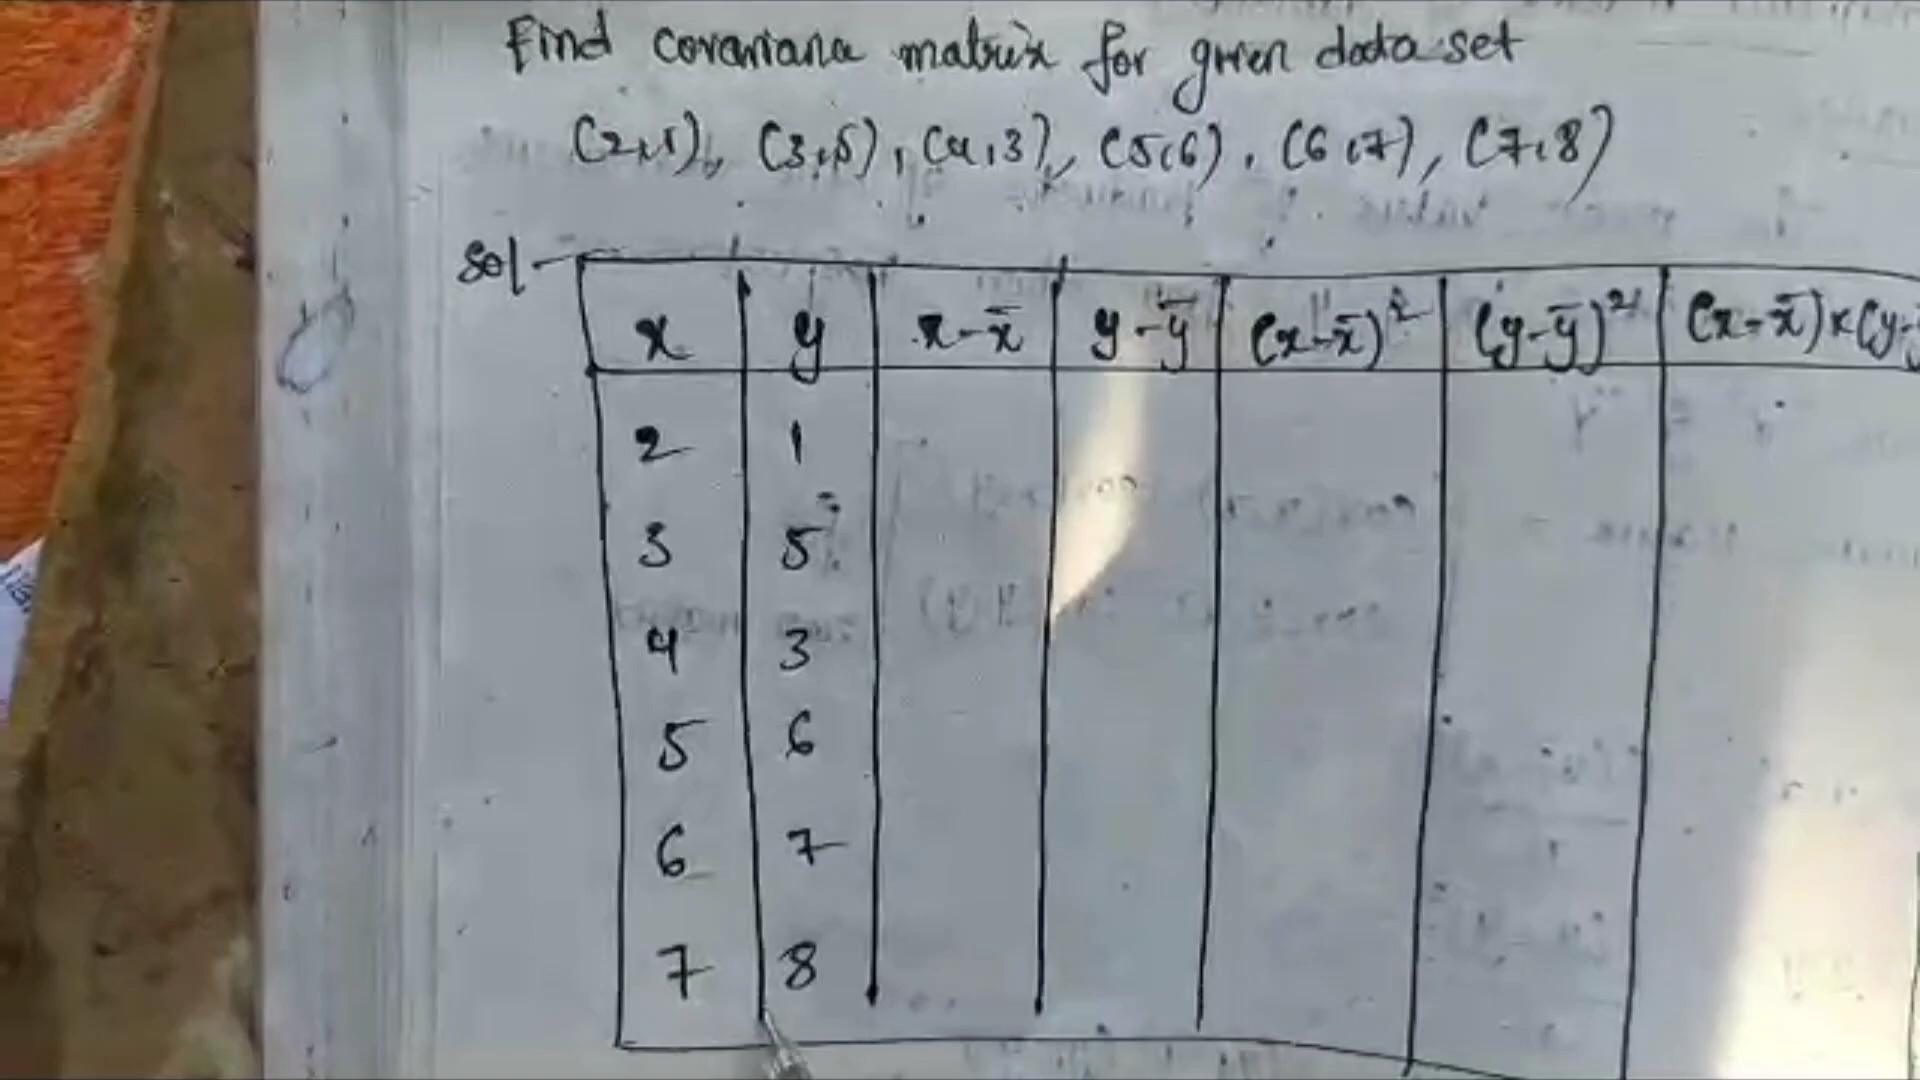 Find covariana matrix for given data set
(2,1), (3,5), (4,3), (5,6), (6,7), (7,8)
Sol -
x y x-x̄ y-ȳ (x-x̄)² (y-ȳ)² (x-x̄)×(y-
2 1
3 5
4 3
5 6
6 7
7 8